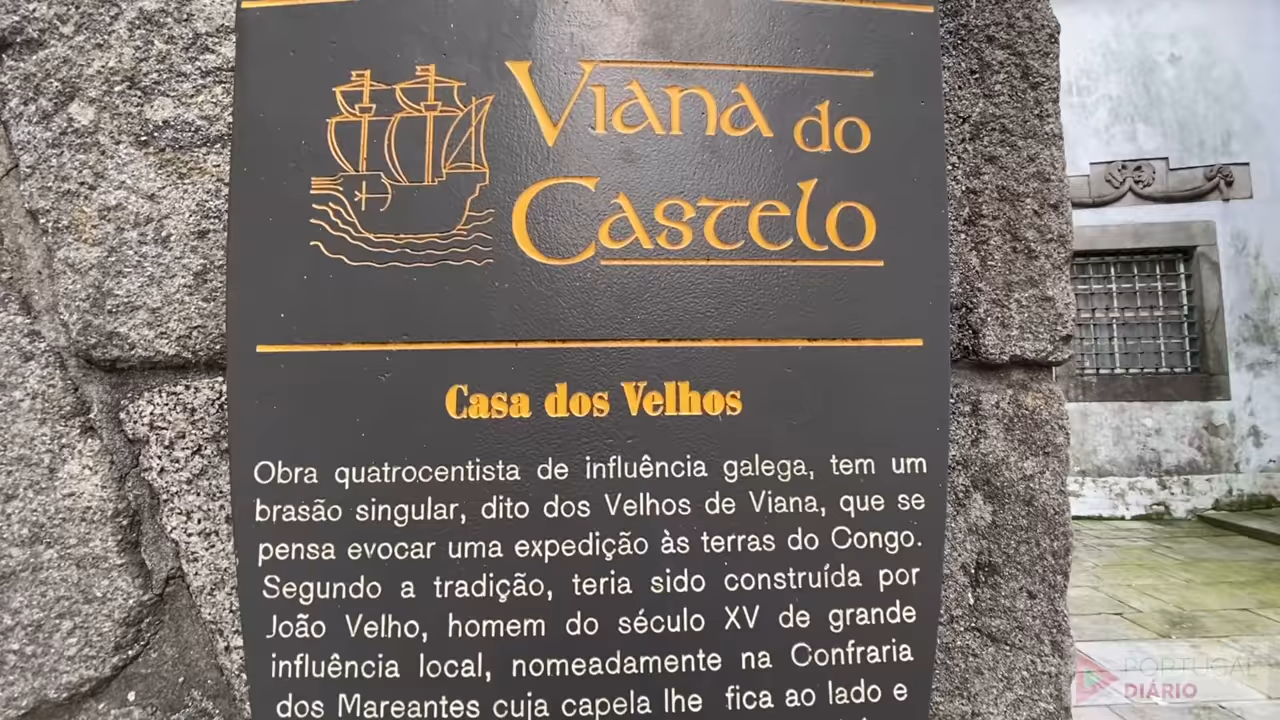 Viana do
Castelo
Casa dos Velhos
Obra quatrocentista de influência galega, tem um
brasão singular, dito dos Velhos de Viana, que se
pensa evocar uma expedição às terras do Congo.
Segundo a tradição, teria sido construída por
João Velho, homem do século XV de grande
influência local, nomeadamente na Confraria
dos Mareantes cuja capela lhe fica ao lado e
PORTUGAL
DIÁRIO